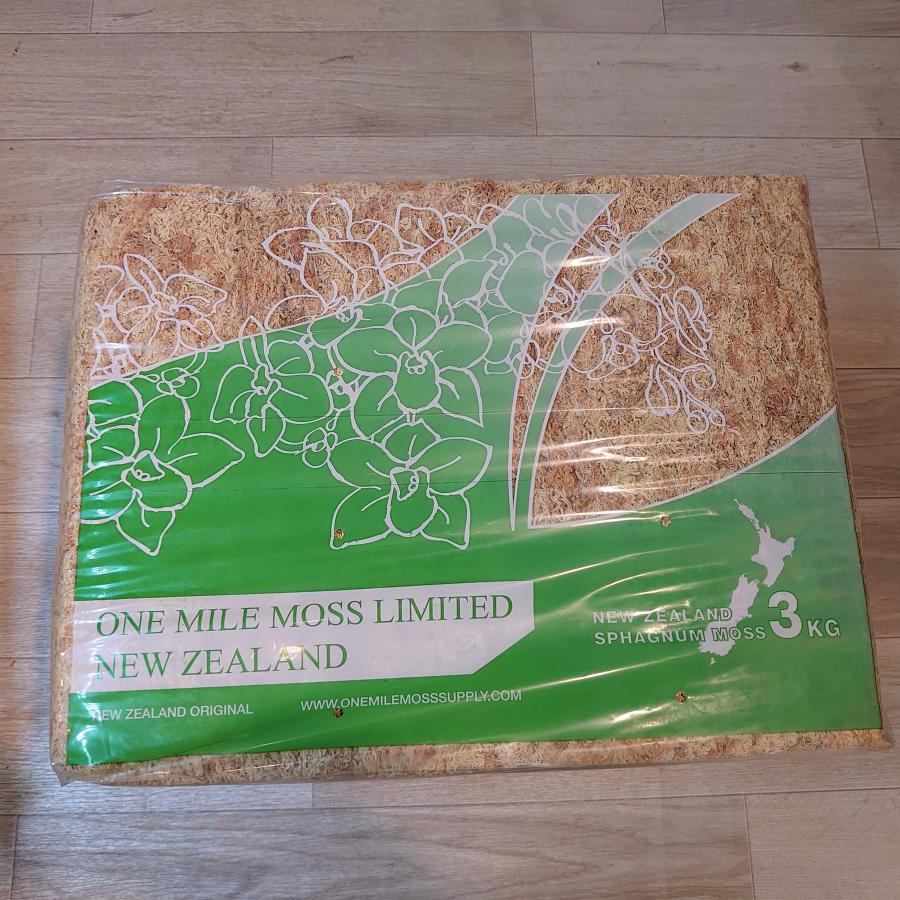 ONE MILE MOSS LIMITED
NEW ZEALAND
NEW ZEALAND ORIGINAL
WWW.ONEMILEMOSSSUPPLY.COM
NEW ZEALAND
SPHAGNUM MOSS 3KG